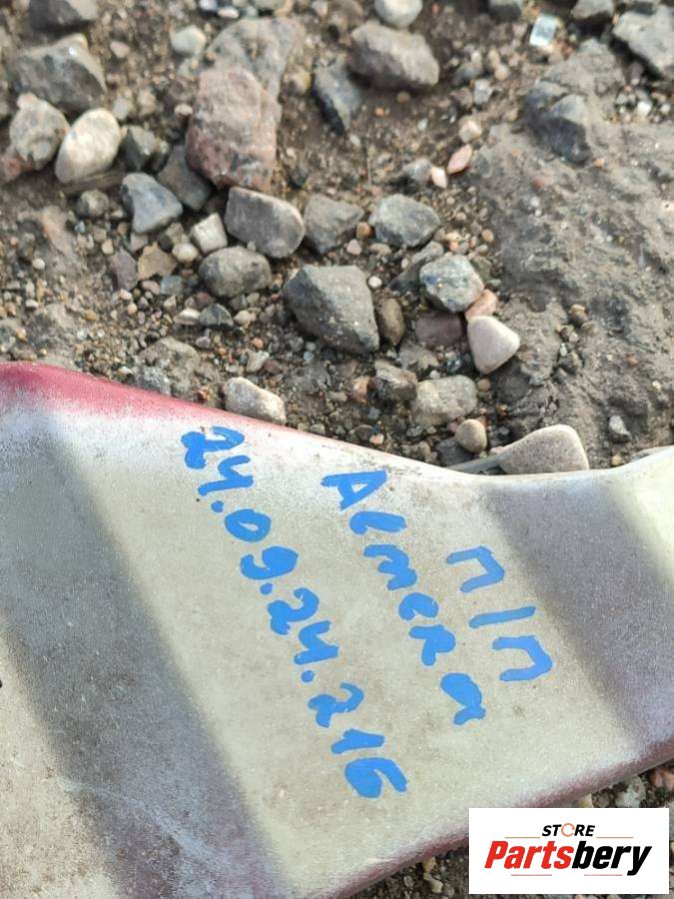 п/п
Almera
24.09.24.216
STORE
Partsbery